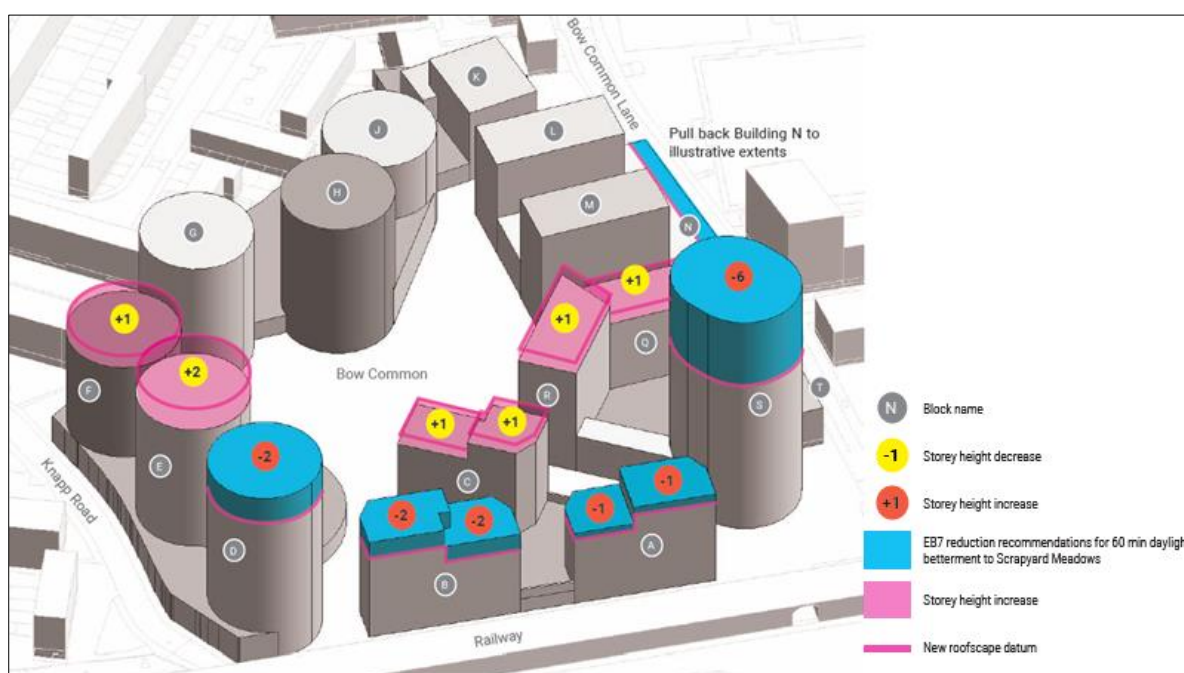 Bow Common Lane
K
J
L
Pull back Building N to
illustrative extents
H
M
N
G
-6
+1
+1
+1
Q
Bow Common
+2
T
F
R
S
+1
+1
-2
E
C
-1
-1
Knapp Road
-2
-2
D
A
B
Railway
N
Block name
-1
Storey height decrease
+1
Storey height increase
EB7 reduction recommendations for 60 min dayligh
betterment to Scrapyard Meadows
Storey height increase
New roofscape datum